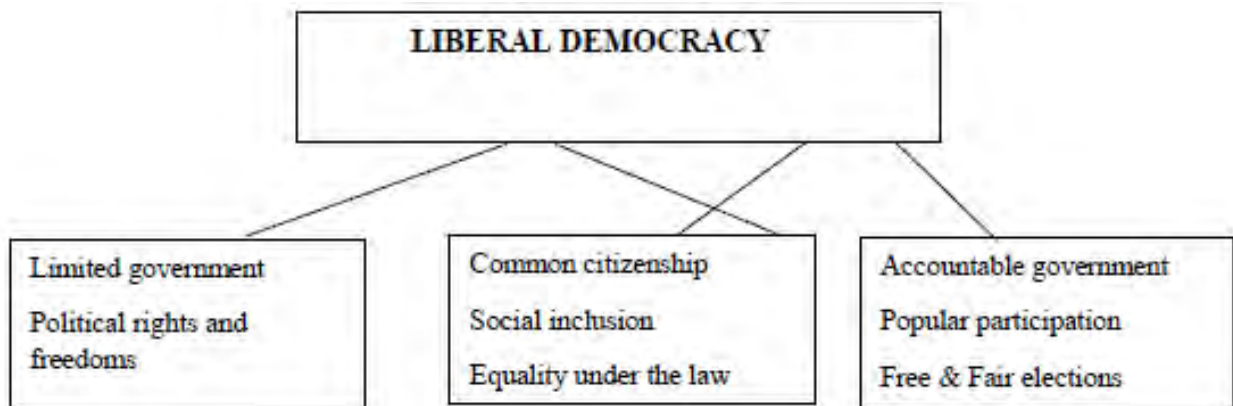 LIBERAL DEMOCRACY
Limited government
Political rights and
freedoms
Common citizenship
Social inclusion
Equality under the law
Accountable government
Popular participation
Free & Fair elections